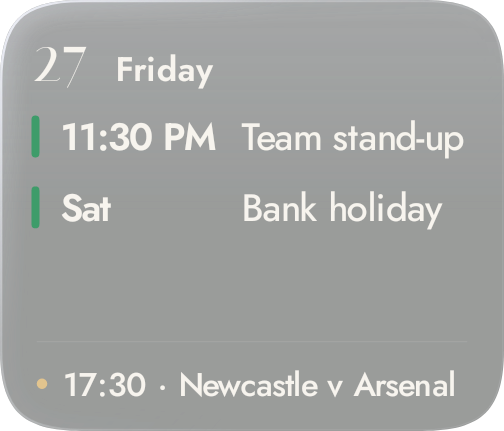 27 Friday
11:30 PM Team stand-up
Sat Bank holiday
17:30 · Newcastle v Arsenal